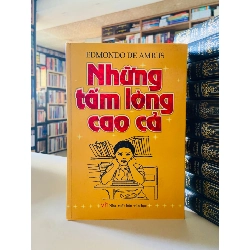 EDMONDO DE AMICIS
Những
tấm lòng
cao cả